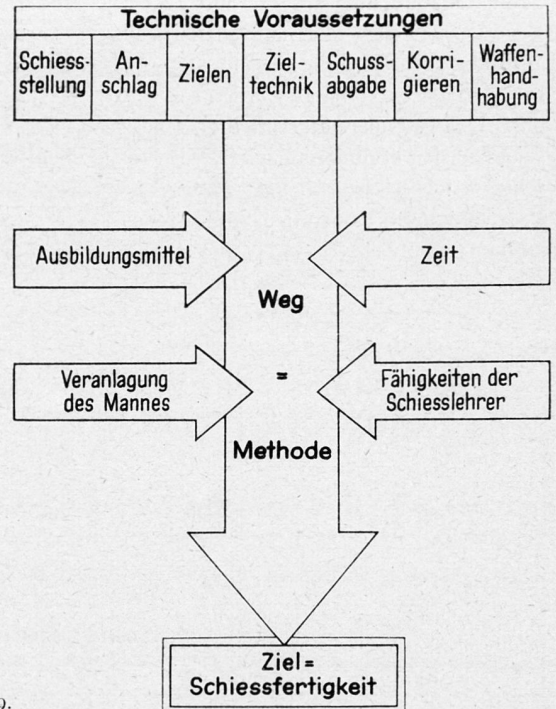 Technische Voraussetzungen
Schiess-
stellung
An-
schlag
Zielen
Ziel-
technik
Schuss-
abgabe
Korri-
gieren
Waffen-
hand-
habung
Ausbildungsmittel
Zeit
Weg
=
Veranlagung
des Mannes
Fähigkeiten der
Schiesslehrer
Methode
Ziel =
Schiessfertigkeit
9.